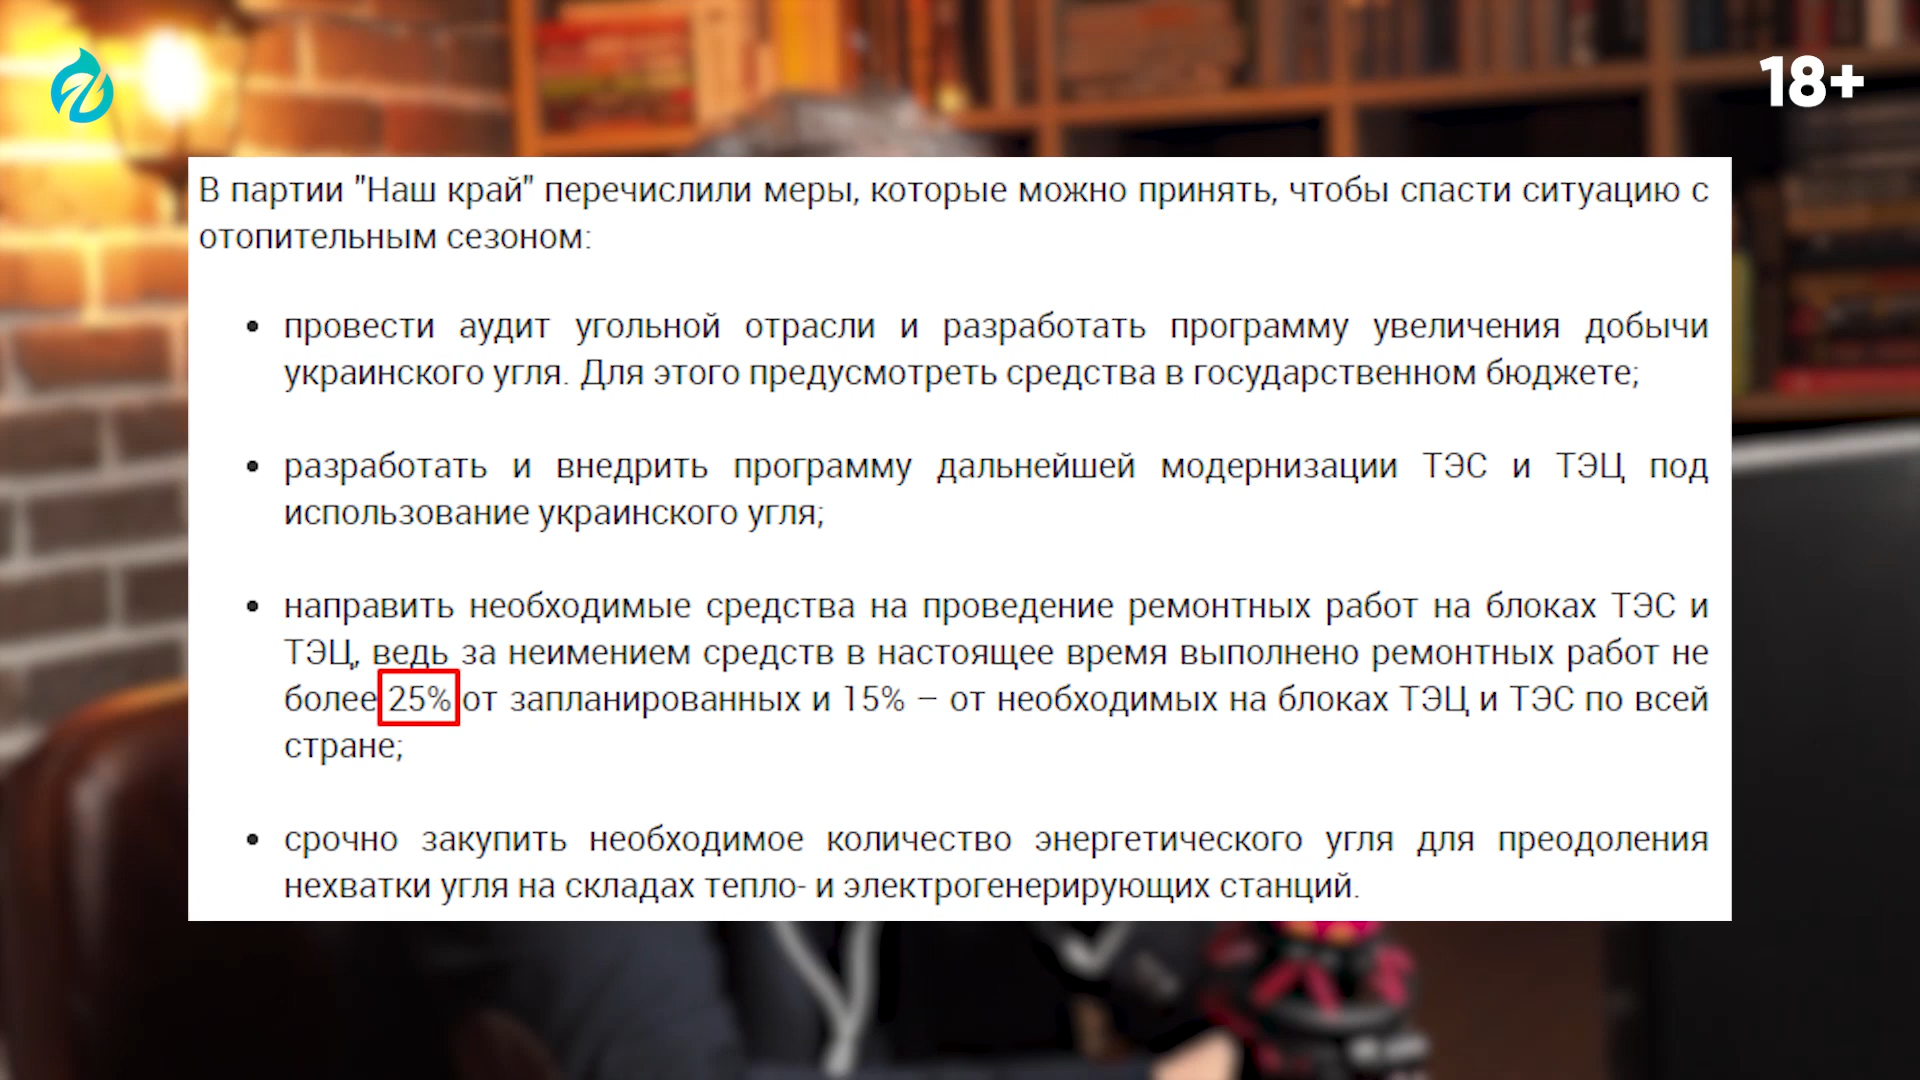 18+
В партии "Наш край" перечислили меры, которые можно принять, чтобы спасти ситуацию с
отопительным сезоном:
• провести аудит угольной отрасли и разработать программу увеличения добычи
украинского угля. Для этого предусмотреть средства в государственном бюджете;
• разработать и внедрить программу дальнейшей модернизации ТЭС и ТЭЦ под
использование украинского угля;
• направить необходимые средства на проведение ремонтных работ на блоках ТЭС и
ТЭЦ, ведь за неимением средств в настоящее время выполнено ремонтных работ не
более 25% от запланированных и 15% – от необходимых на блоках ТЭЦ и ТЭС по всей
стране;
• срочно закупить необходимое количество энергетического угля для преодоления
нехватки угля на складах тепло- и электрогенерирующих станций.